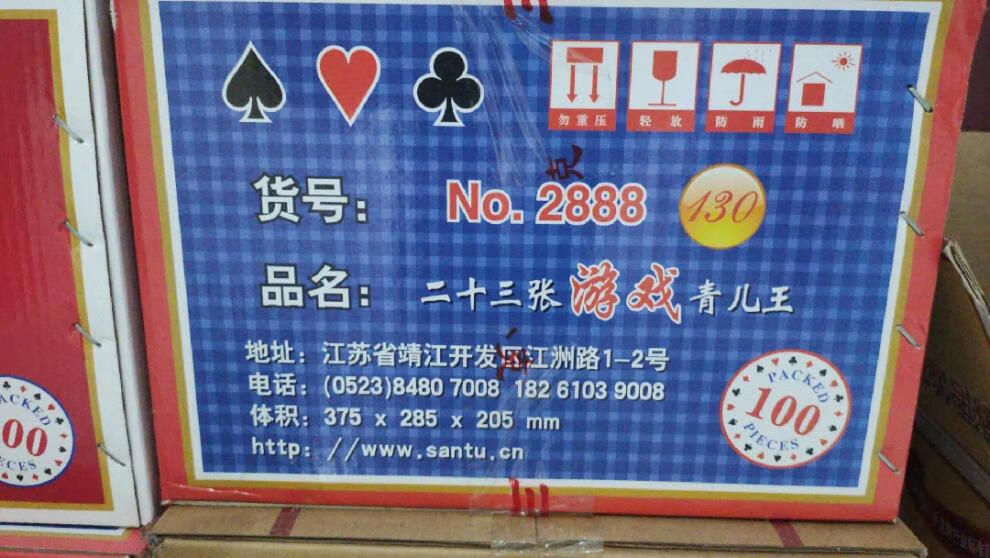 勿重压 轻放 防雨 防晒
货号: No. 2888 130
品名: 二十三张游戏青儿王
地址: 江苏省靖江开发区江洲路1-2号
电话: (0523)8480 7008 182 6103 9008
体积: 375 x 285 x 205 mm
http: //www.santu.cn
PACKED
100
PIECES
PACKED
00
PIECES